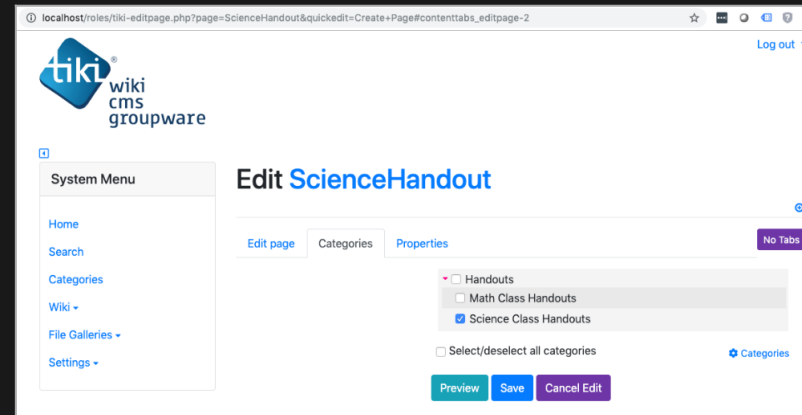 localhost/roles/tiki-editpage.php?page=ScienceHandout&quickedit=Create+Page#contenttabs_editpage-2
Log out
tiki®
wiki
cms
groupware
System Menu
Edit ScienceHandout
Home
Search
Categories
Wiki
File Galleries
Settings
Edit page
Categories
Properties
No Tabs
Handouts
Math Class Handouts
Science Class Handouts
Select/deselect all categories
Categories
Preview
Save
Cancel Edit